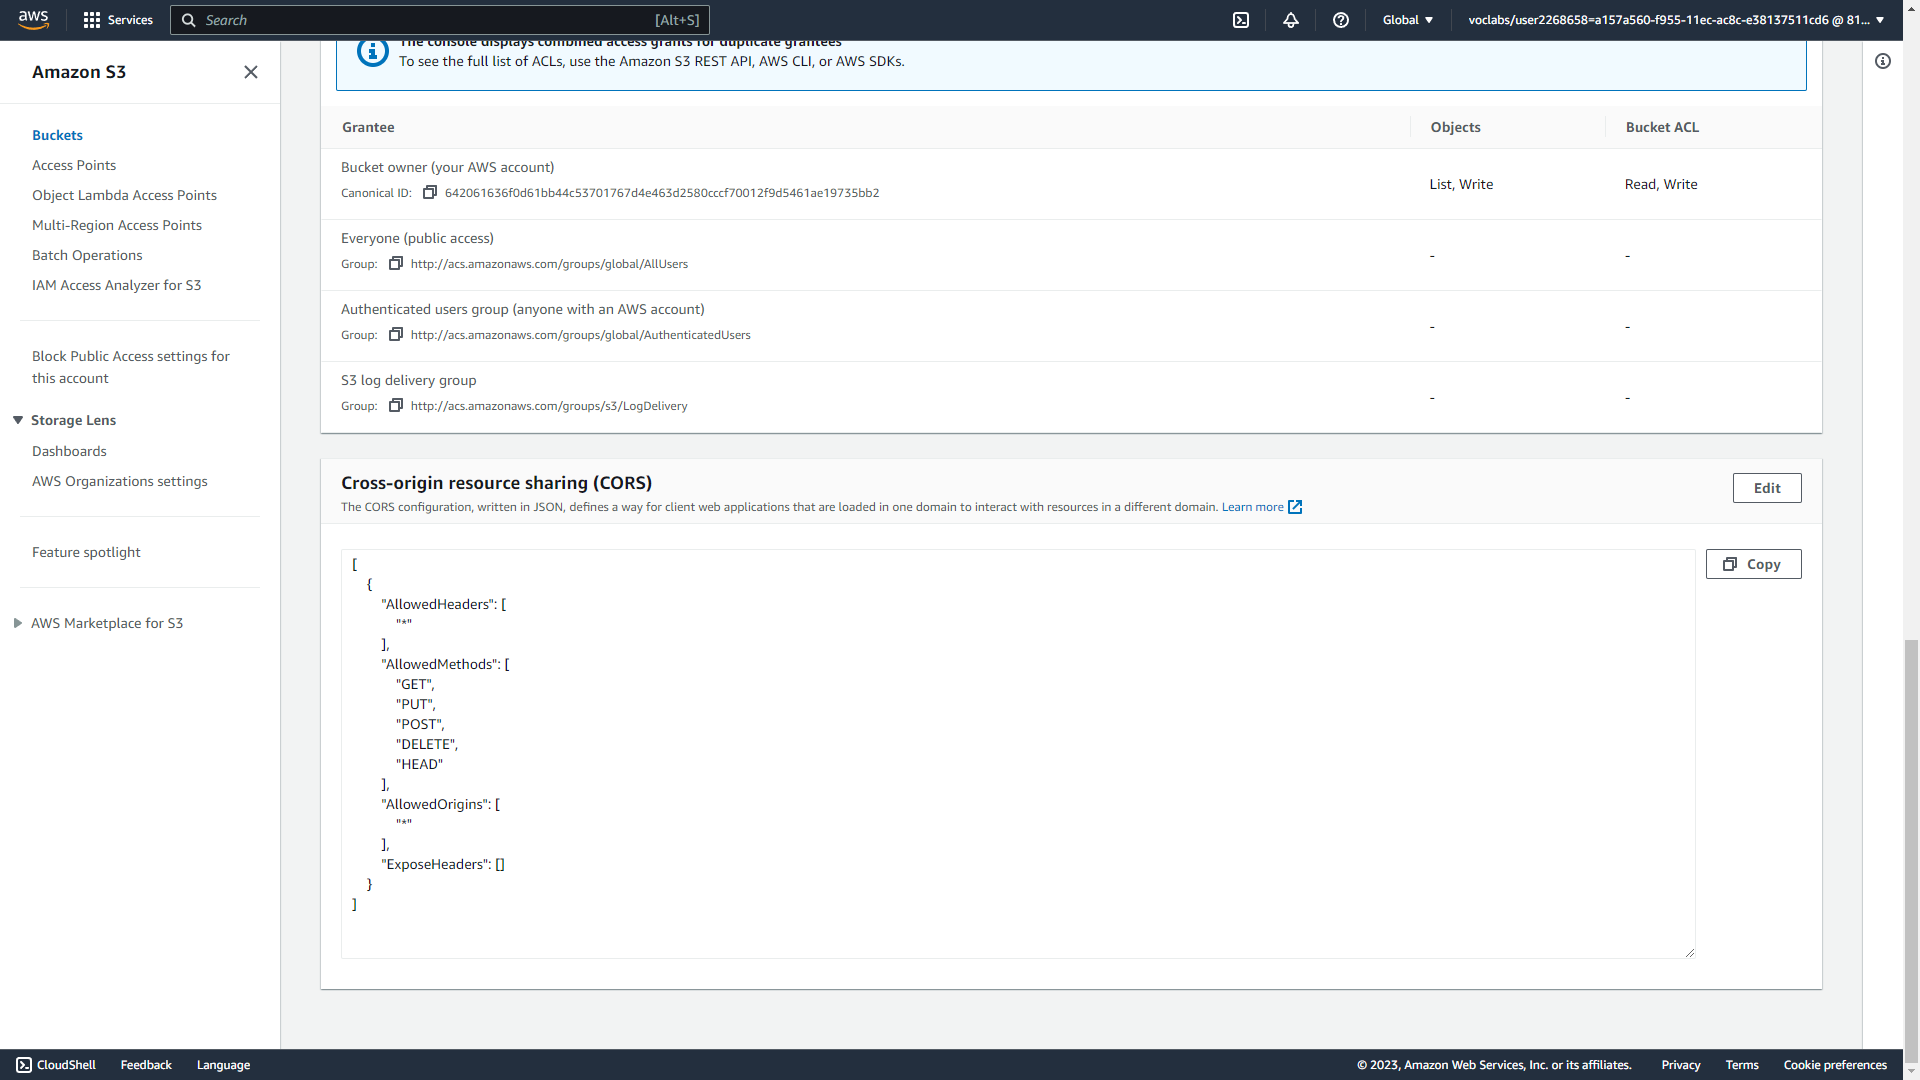 aws
Services
Search
[Alt+S]
Global
voclabs/user2268658=a157a560-f955-11ec-ac8c-e38137511cd6 @ 81...
Amazon S3
Buckets
Access Points
Object Lambda Access Points
Multi-Region Access Points
Batch Operations
IAM Access Analyzer for S3
Block Public Access settings for
this account
Storage Lens
Dashboards
AWS Organizations settings
Feature spotlight
AWS Marketplace for S3
The console displays combined access grants for duplicate grantees
To see the full list of ACLs, use the Amazon S3 REST API, AWS CLI, or AWS SDKs.
Grantee
Objects
Bucket ACL
Bucket owner (your AWS account)
Canonical ID: 642061636f0d61bb44c53701767d4e463d2580cccf70012f9d5461ae19735bb2
List, Write
Read, Write
Everyone (public access)
Group: http://acs.amazonaws.com/groups/global/AllUsers
-
-
Authenticated users group (anyone with an AWS account)
Group: http://acs.amazonaws.com/groups/global/AuthenticatedUsers
-
-
S3 log delivery group
Group: http://acs.amazonaws.com/groups/s3/LogDelivery
-
-
Cross-origin resource sharing (CORS)
The CORS configuration, written in JSON, defines a way for client web applications that are loaded in one domain to interact with resources in a different domain. Learn more
Edit
Copy
[
{
"AllowedHeaders": [
"*"
],
"AllowedMethods": [
"GET",
"PUT",
"POST",
"DELETE",
"HEAD"
],
"AllowedOrigins": [
"*"
],
"ExposeHeaders": []
}
]
CloudShell
Feedback
Language
© 2023, Amazon Web Services, Inc. or its affiliates.
Privacy
Terms
Cookie preferences